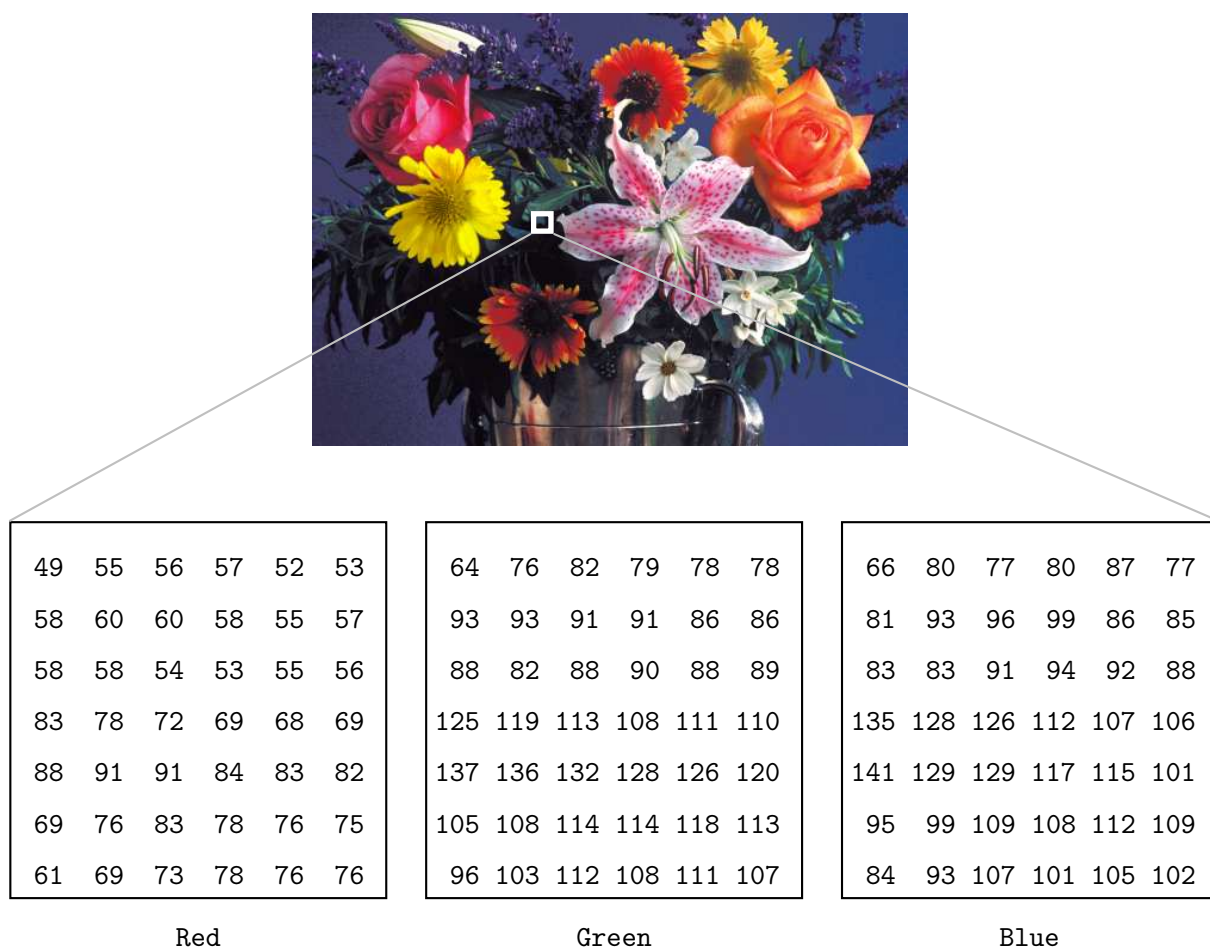 49 55 56 57 52 53 64 76 82 79 78 78 66 80 77 80 87 77
58 60 60 58 55 57 93 93 91 91 86 86 81 93 96 99 86 85
58 58 54 53 55 56 88 82 88 90 88 89 83 83 91 94 92 88
83 78 72 69 68 69 125 119 113 108 111 110 135 128 126 112 107 106
88 91 91 84 83 82 137 136 132 128 126 120 141 129 129 117 115 101
69 76 83 78 76 75 105 108 114 114 118 113 95 99 109 108 112 109
61 69 73 78 76 76 96 103 112 108 111 107 84 93 107 101 105 102
Red Green Blue